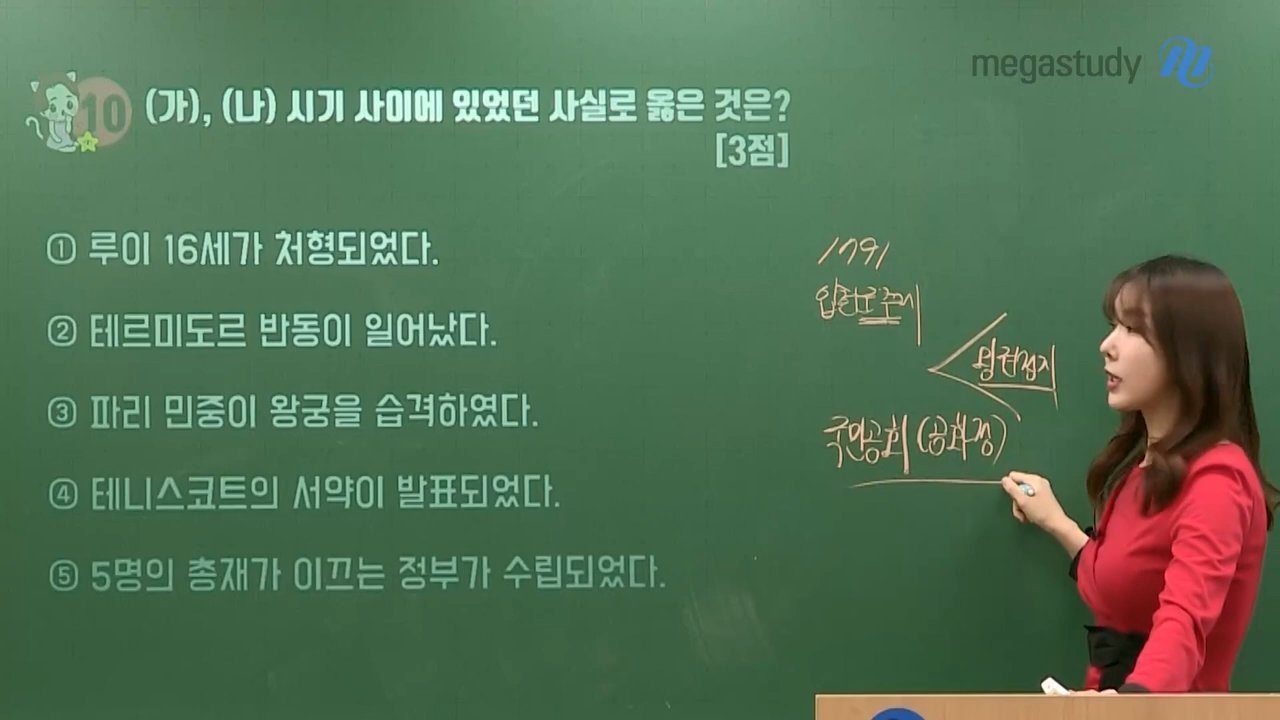 megastudy
10 (가), (나) 시기 사이에 있었던 사실로 옳은 것은?
[3점]
① 루이 16세가 처형되었다.
② 테르미도르 반동이 일어났다.
③ 파리 민중이 왕궁을 습격하였다.
④ 테니스코트의 서약이 발표되었다.
⑤ 5명의 총재가 이끄는 정부가 수립되었다.
1791
입헌군주제
왕권정지
국민공회 (공화정)